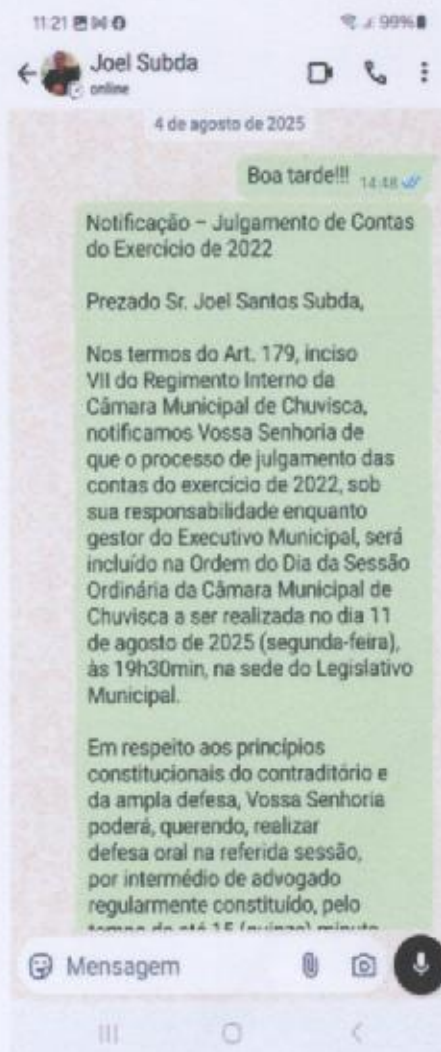 11:21
99%
Joel Subda
online
4 de agosto de 2025
Boa tarde!!! 14:48
Notificação – Julgamento de Contas
do Exercício de 2022
Prezado Sr. Joel Santos Subda,
Nos termos do Art. 179, inciso
VII do Regimento Interno da
Câmara Municipal de Chuvisca,
notificamos Vossa Senhoria de
que o processo de julgamento das
contas do exercício de 2022, sob
sua responsabilidade enquanto
gestor do Executivo Municipal, será
incluído na Ordem do Dia da Sessão
Ordinária da Câmara Municipal de
Chuvisca a ser realizada no dia 11
de agosto de 2025 (segunda-feira),
às 19h30min, na sede do Legislativo
Municipal.
Em respeito aos princípios
constitucionais do contraditório e
da ampla defesa, Vossa Senhoria
poderá, querendo, realizar
defesa oral na referida sessão,
por intermédio de advogado
regularmente constituído, pelo
tempo de até 15 (quinze) minuto
Mensagem